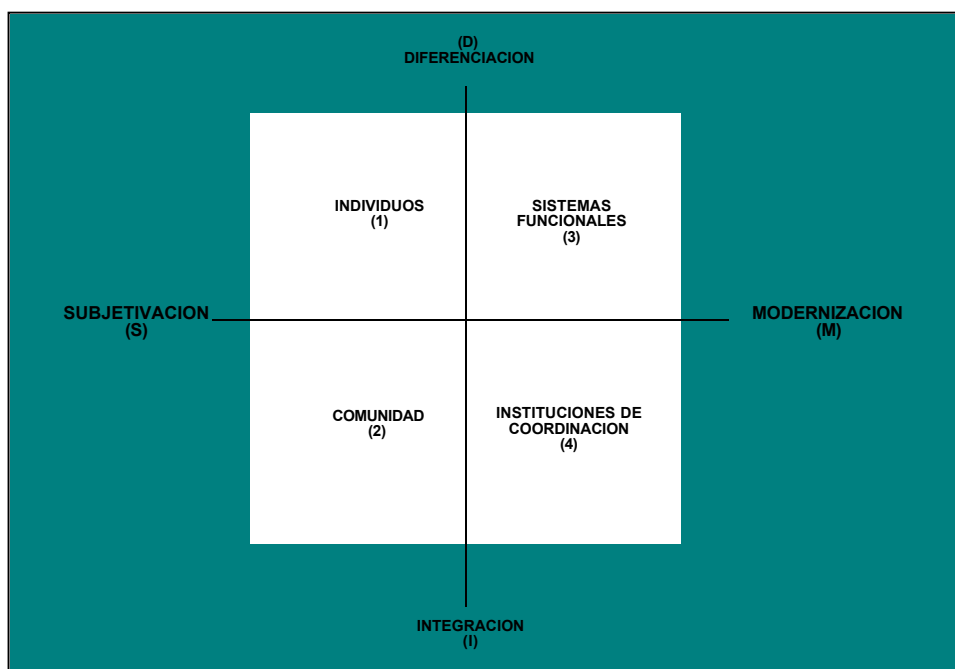 (D)
DIFERENCIACION
INDIVIDUOS
(1)
SISTEMAS
FUNCIONALES
(3)
SUBJETIVACION
(S)
MODERNIZACION
(M)
COMUNIDAD
(2)
INSTITUCIONES DE
COORDINACION
(4)
INTEGRACION
(I)